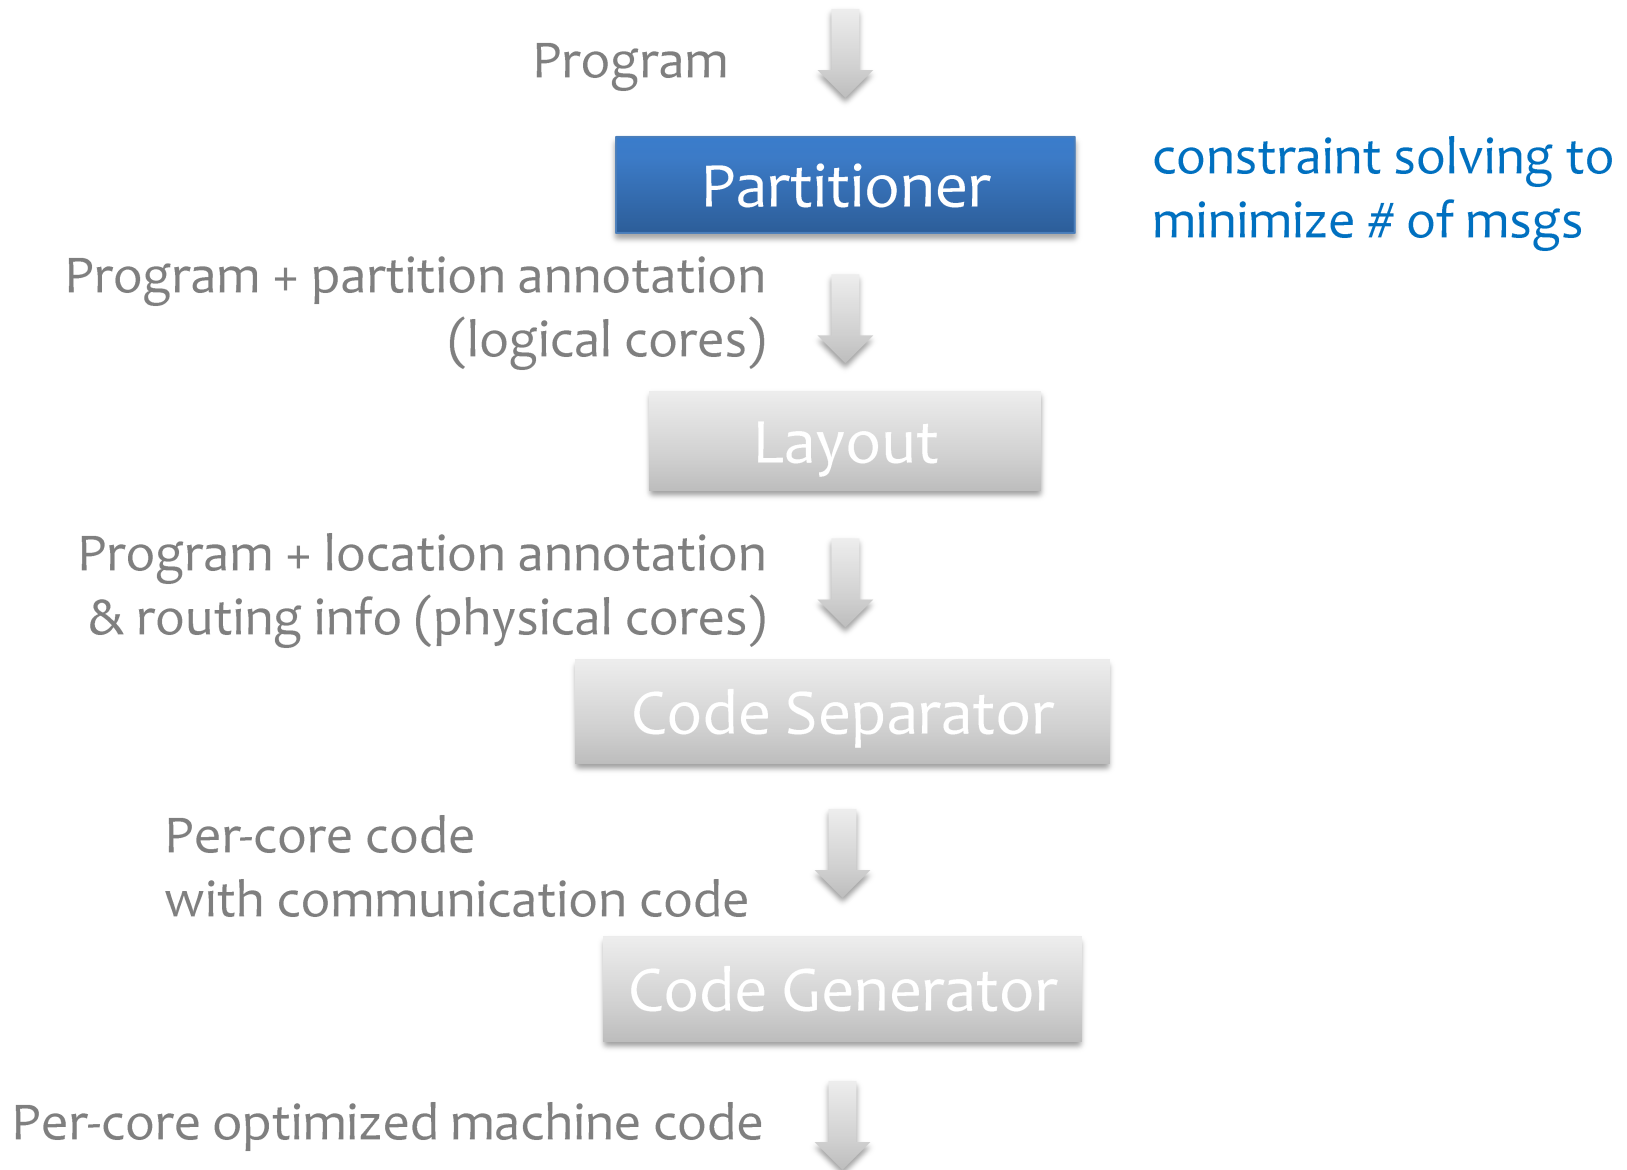 Program
Partitioner
constraint solving to
minimize # of msgs
Program + partition annotation
(logical cores)
Layout
Program + location annotation
& routing info (physical cores)
Code Separator
Per-core code
with communication code
Code Generator
Per-core optimized machine code